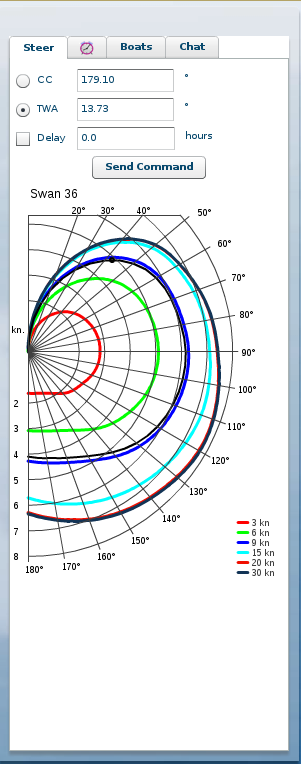 Steer Boats Chat
CC 179.10 °
TWA 13.73 °
Delay 0.0 hours
Send Command
Swan 36
20° 30° 40° 50°
60°
70°
80°
kn. 90°
100°
2 110°
3 120°
4 130°
5 140°
6 150°
7 160°
8 170°
180°
3 kn
6 kn
9 kn
15 kn
20 kn
30 kn